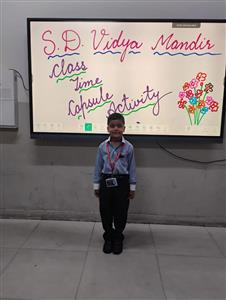 S.D. Vidya Mandir
Class
Time
Capsule Activity